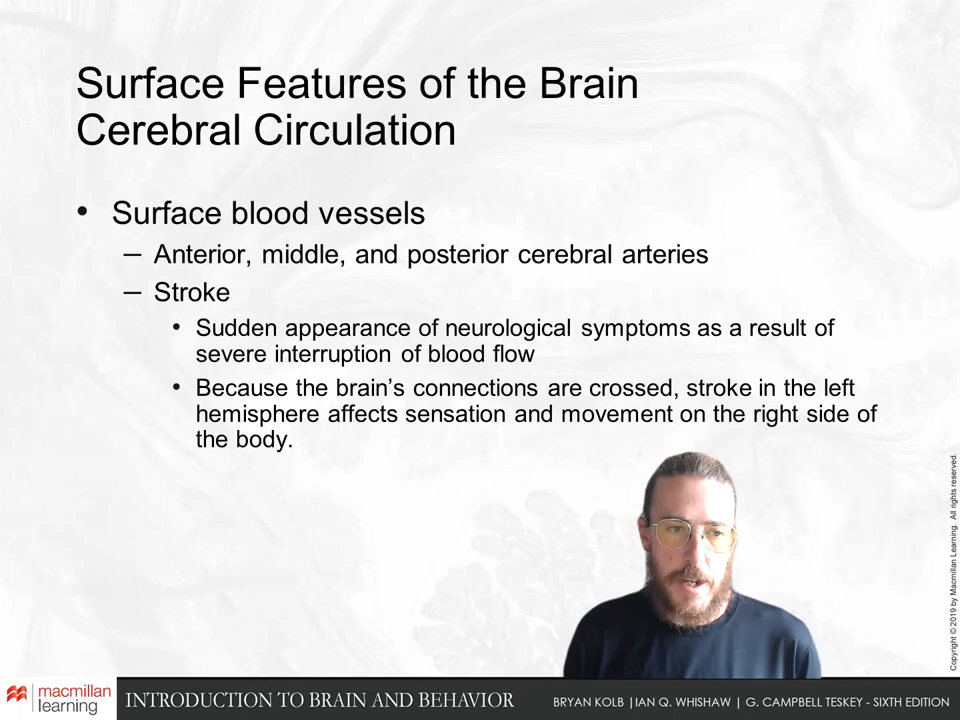 Surface Features of the Brain
Cerebral Circulation
• Surface blood vessels
– Anterior, middle, and posterior cerebral arteries
– Stroke
• Sudden appearance of neurological symptoms as a result of
severe interruption of blood flow
• Because the brain’s connections are crossed, stroke in the left
hemisphere affects sensation and movement on the right side of
the body.
Copyright © 2019 by Macmillan Learning. All rights reserved.
macmillan
learning
INTRODUCTION TO BRAIN AND BEHAVIOR
BRYAN KOLB |IAN Q. WHISHAW | G. CAMPBELL TESKEY - SIXTH EDITION